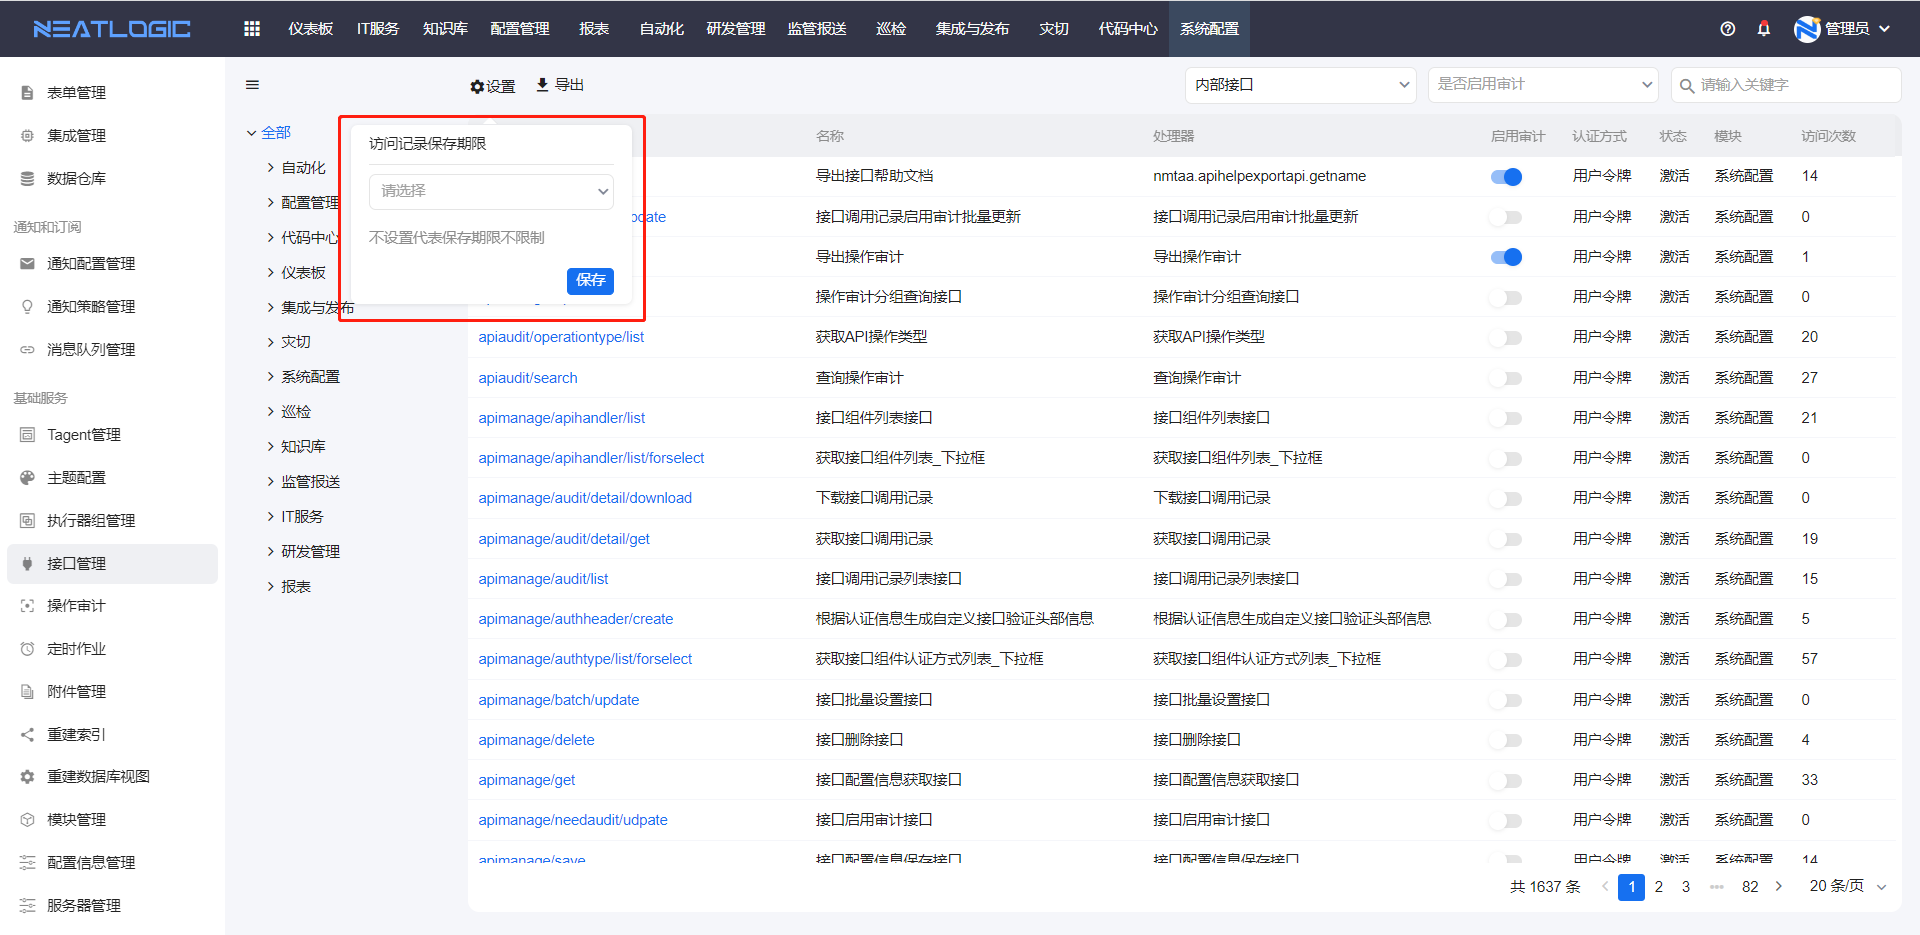 NEATLOGIC
仪表板
IT服务
知识库
配置管理
报表
自动化
研发管理
监管报送
巡检
集成与发布
灾切
代码中心
系统配置
管理员
表单管理
集成管理
数据仓库
通知和订阅
通知配置管理
通知策略管理
消息队列管理
基础服务
Tagent管理
主题配置
执行器组管理
接口管理
操作审计
定时作业
附件管理
重建索引
重建数据库视图
模块管理
配置信息管理
服务器管理
设置
导出
内部接口
是否启用审计
请输入关键字
全部
自动化
配置管理
代码中心
仪表板
集成与发布
灾切
系统配置
巡检
知识库
监管报送
IT服务
研发管理
报表
访问记录保存期限
请选择
不设置代表保存期限不限制
保存
名称 处理器 启用审计 认证方式 状态 模块 访问次数
导出接口帮助文档 nmtaa.apihelpexportapi.getname 用户令牌 激活 系统配置 14
接口调用记录启用审计批量更新 接口调用记录启用审计批量更新 用户令牌 激活 系统配置 0
导出操作审计 导出操作审计 用户令牌 激活 系统配置 1
操作审计分组查询接口 操作审计分组查询接口 用户令牌 激活 系统配置 0
apiaudit/operationtype/list 获取API操作类型 获取API操作类型 用户令牌 激活 系统配置 20
apiaudit/search 查询操作审计 查询操作审计 用户令牌 激活 系统配置 27
apimanage/apihandler/list 接口组件列表接口 接口组件列表接口 用户令牌 激活 系统配置 21
apimanage/apihandler/list/forselect 获取接口组件列表_下拉框 获取接口组件列表_下拉框 用户令牌 激活 系统配置 0
apimanage/audit/detail/download 下载接口调用记录 下载接口调用记录 用户令牌 激活 系统配置 0
apimanage/audit/detail/get 获取接口调用记录 获取接口调用记录 用户令牌 激活 系统配置 19
apimanage/audit/list 接口调用记录列表接口 接口调用记录列表接口 用户令牌 激活 系统配置 15
apimanage/authheader/create 根据认证信息生成自定义接口验证头部信息 根据认证信息生成自定义接口验证头部信息 用户令牌 激活 系统配置 5
apimanage/authtype/list/forselect 获取接口组件认证方式列表_下拉框 获取接口组件认证方式列表_下拉框 用户令牌 激活 系统配置 57
apimanage/batch/update 接口批量设置接口 接口批量设置接口 用户令牌 激活 系统配置 0
apimanage/delete 接口删除接口 接口删除接口 用户令牌 激活 系统配置 4
apimanage/get 接口配置信息获取接口 接口配置信息获取接口 用户令牌 激活 系统配置 33
apimanage/needaudit/udpate 接口启用审计接口 接口启用审计接口 用户令牌 激活 系统配置 0
apimanage/save 接口配置信息保存接口 接口配置信息保存接口 用户令牌 激活 系统配置 14
共 1637 条 1 2 3 ••• 82 20 条/页